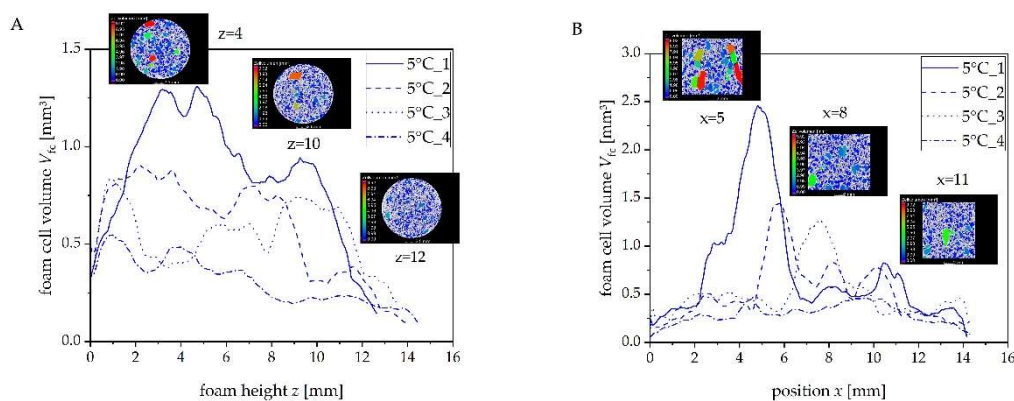 A
z=4
z=10
z=12
5°C_1
5°C_2
5°C_3
5°C_4
1.5
1.0
0.5
0.0
foam cell volume Vfc [mm³]
0 2 4 6 8 10 12 14 16
foam height z [mm]
B
x=5
x=8
x=11
5°C_1
5°C_2
5°C_3
5°C_4
3.0
2.5
2.0
1.5
1.0
0.5
0.0
foam cell volume Vfc [mm³]
0 2 4 6 8 10 12 14 16
position x [mm]